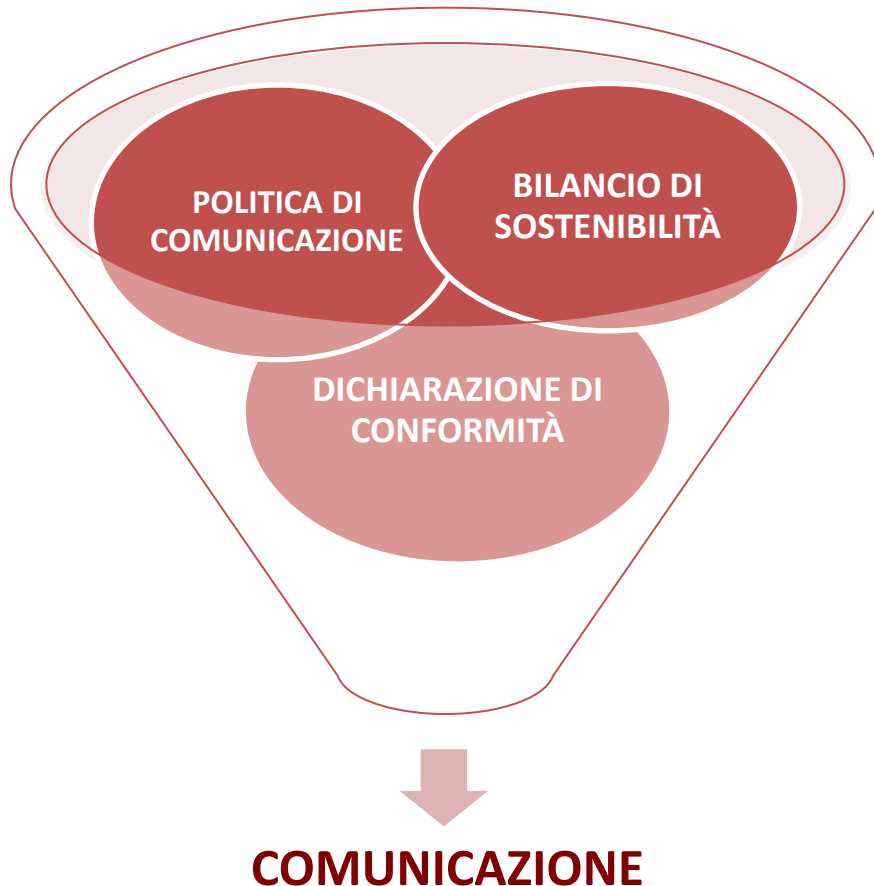 POLITICA DI
COMUNICAZIONE
BILANCIO DI
SOSTENIBILITÀ
DICHIARAZIONE DI
CONFORMITÀ
COMUNICAZIONE